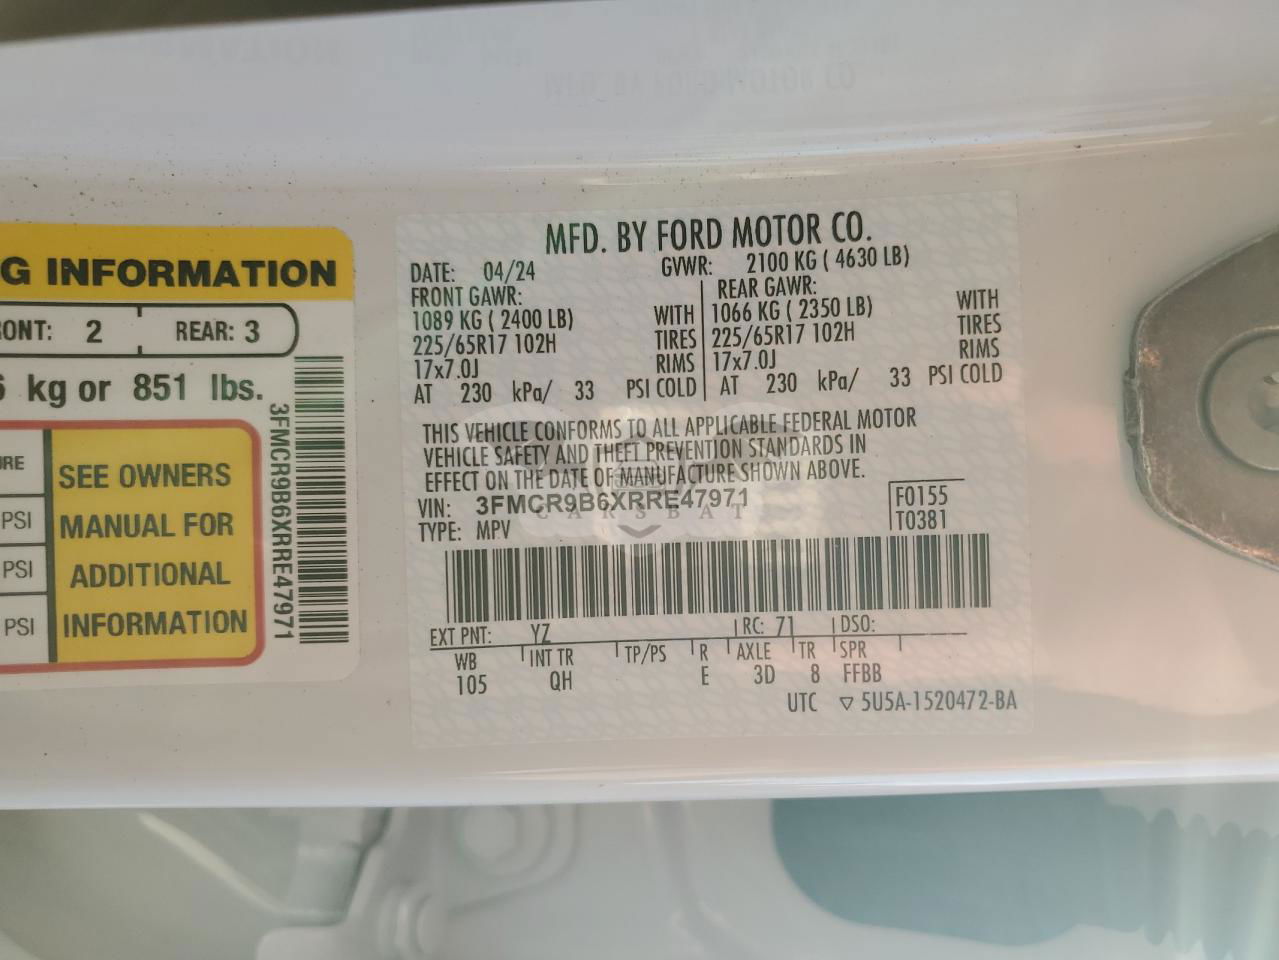 G INFORMATION
ONT: 2 REAR: 3
kg or 851 lbs.
3FMCR9B6XRRE47971
URE
PSI
PSI
PSI
SEE OWNERS
MANUAL FOR
ADDITIONAL
INFORMATION
MFD. BY FORD MOTOR CO.
DATE: 04/24 GVWR: 2100 KG ( 4630 LB)
FRONT GAWR: REAR GAWR:
1089 KG ( 2400 LB) WITH 1066 KG ( 2350 LB) WITH
225/65R17 102H TIRES 225/65R17 102H TIRES
17x7.0J RIMS 17x7.0J RIMS
AT 230 kPa/ 33 PSI COLD AT 230 kPa/ 33 PSI COLD
THIS VEHICLE CONFORMS TO ALL APPLICABLE FEDERAL MOTOR
VEHICLE SAFETY AND THEFT PREVENTION STANDARDS IN
EFFECT ON THE DATE OF MANUFACTURE SHOWN ABOVE.
VIN: 3FMCR9B6XRRE47971 F0155
CARSBAT
TYPE: MPV T0381
EXT PNT: YZ RC: 71 DSO:
WB INT TR TP/PS R AXLE TR SPR
105 QH E 3D 8 FFBB
UTC ▽ 5U5A-1520472-BA